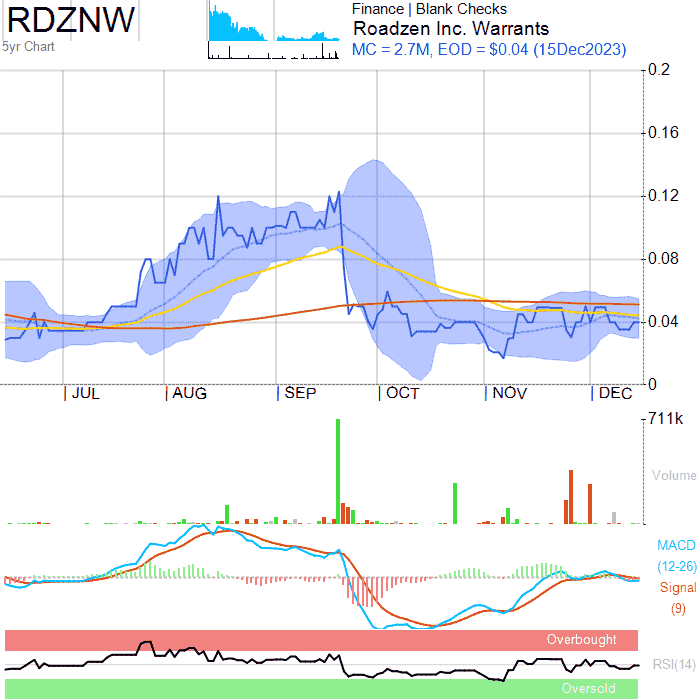 RDZNW
5yr Chart
Finance | Blank Checks
Roadzen Inc. Warrants
MC = 2.7M, EOD = $0.04 (15Dec2023)
0.2
0.16
0.12
0.08
0.04
0
| JUL | AUG | SEP | OCT | NOV | DEC
711k
Volume
MACD
(12-26)
Signal
(9)
Overbought
RSI(14)
Oversold